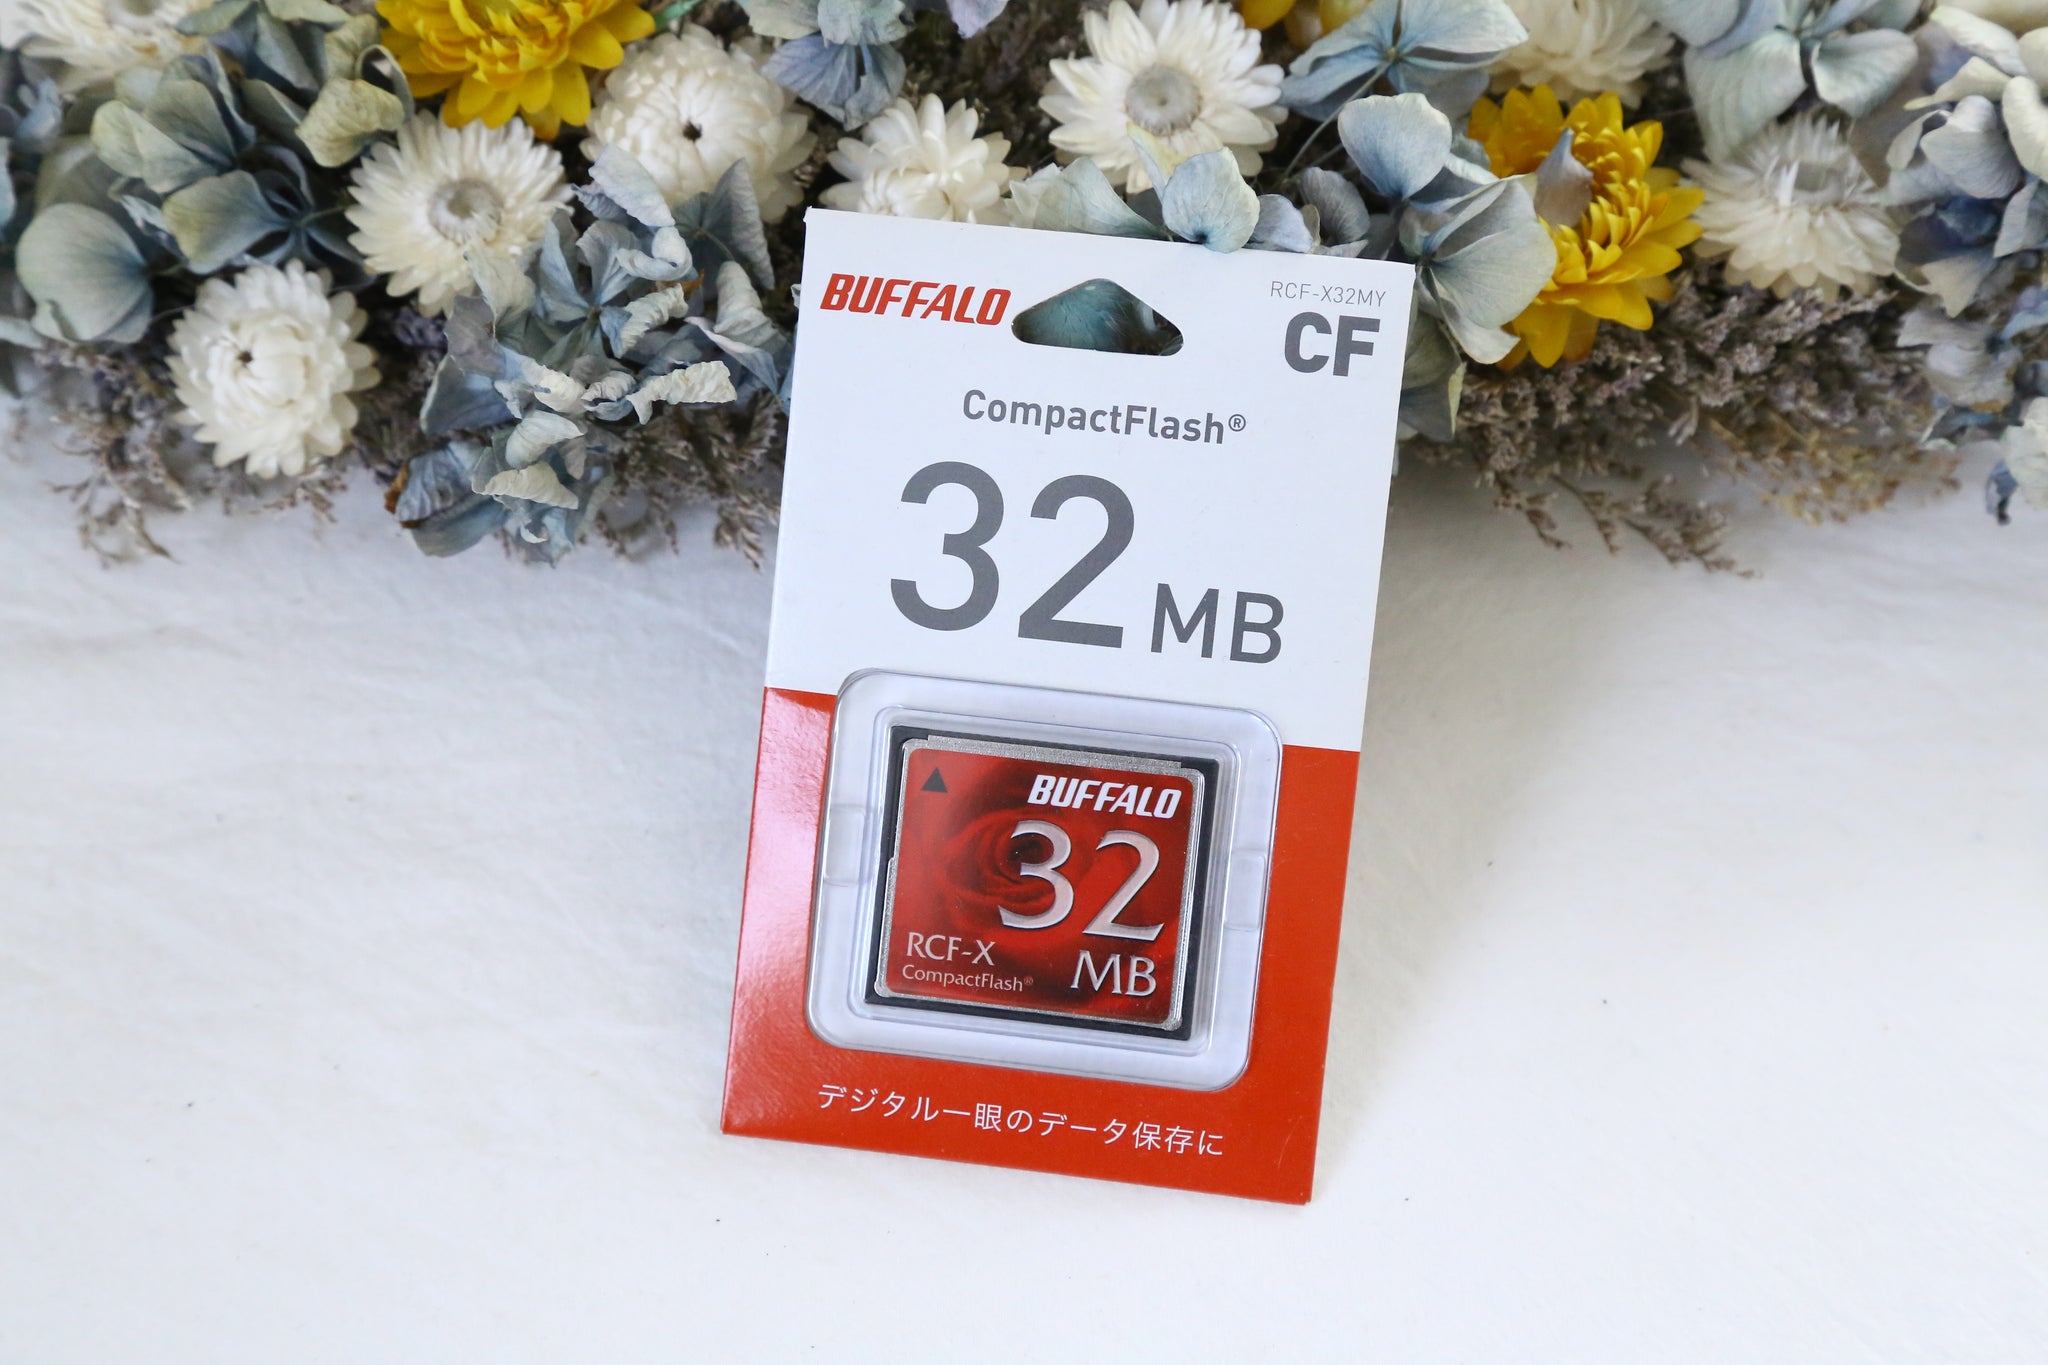 BUFFALO
RCF-X32MY
CF
CompactFlash®
32 MB
BUFFALO
32
MB
RCF-X
CompactFlash®
デジタル一眼のデータ保存に